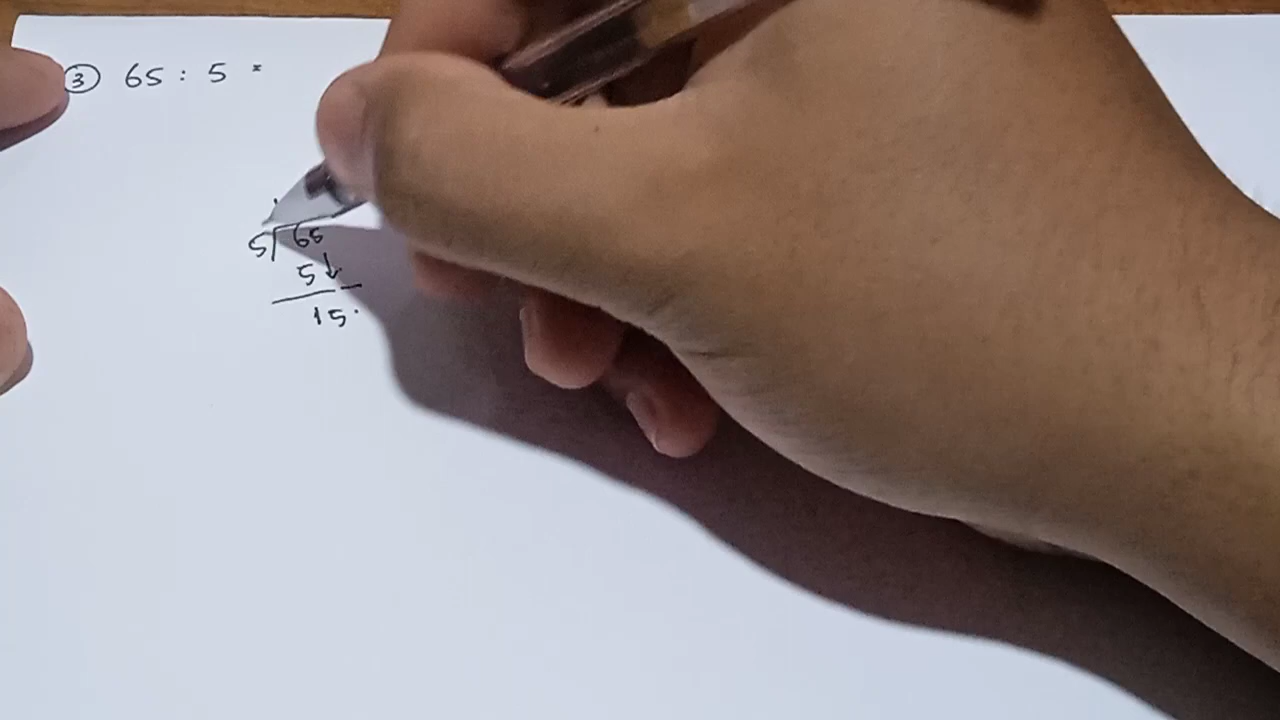 ③ 65 : 5 =
5 65
5 ↓ -
15